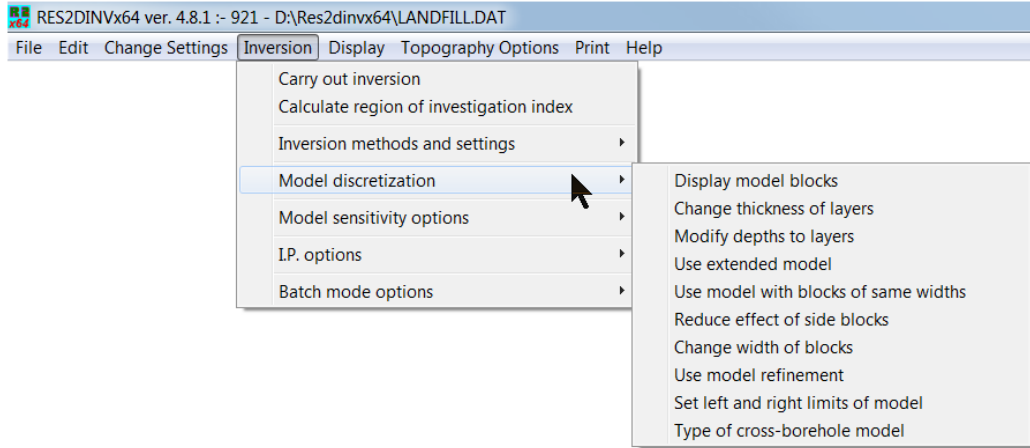 R2 x64 RES2DINVx64 ver. 4.8.1 :- 921 - D:\Res2dinvx64\LANDFILL.DAT
File Edit Change Settings Inversion Display Topography Options Print Help
Carry out inversion
Calculate region of investigation index
Inversion methods and settings
Model discretization
Model sensitivity options
I.P. options
Batch mode options
Display model blocks
Change thickness of layers
Modify depths to layers
Use extended model
Use model with blocks of same widths
Reduce effect of side blocks
Change width of blocks
Use model refinement
Set left and right limits of model
Type of cross-borehole model